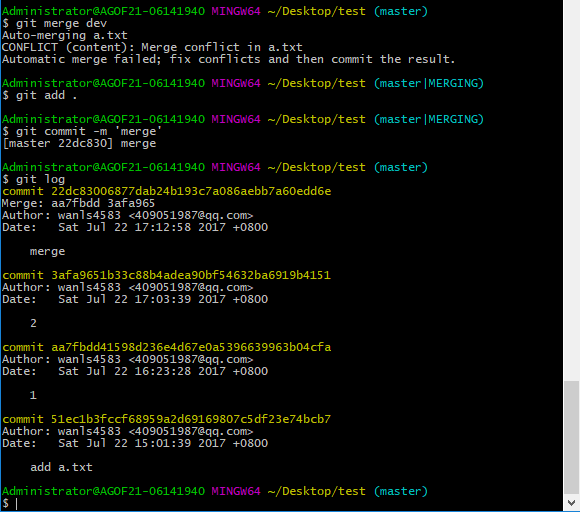 Administrator@AGOF21-06141940 MINGW64 ~/Desktop/test (master)
$ git merge dev
Auto-merging a.txt
CONFLICT (content): Merge conflict in a.txt
Automatic merge failed; fix conflicts and then commit the result.
Administrator@AGOF21-06141940 MINGW64 ~/Desktop/test (master|MERGING)
$ git add .
Administrator@AGOF21-06141940 MINGW64 ~/Desktop/test (master|MERGING)
$ git commit -m 'merge'
[master 22dc830] merge
Administrator@AGOF21-06141940 MINGW64 ~/Desktop/test (master)
$ git log
commit 22dc83006877dab24b193c7a086aebb7a60edd6e
Merge: aa7fbdd 3afa965
Author: wanls4583 <409051987@qq.com>
Date:   Sat Jul 22 17:12:58 2017 +0800
merge
commit 3afa9651b33c88b4adea90bf54632ba6919b4151
Author: wanls4583 <409051987@qq.com>
Date:   Sat Jul 22 17:03:39 2017 +0800
2
commit aa7fbdd41598d236e4d67e0a5396639963b04cfa
Author: wanls4583 <409051987@qq.com>
Date:   Sat Jul 22 16:23:28 2017 +0800
1
commit 51ec1b3fccf68959a2d69169807c5df23e74bcb7
Author: wanls4583 <409051987@qq.com>
Date:   Sat Jul 22 15:01:39 2017 +0800
add a.txt
Administrator@AGOF21-06141940 MINGW64 ~/Desktop/test (master)
$